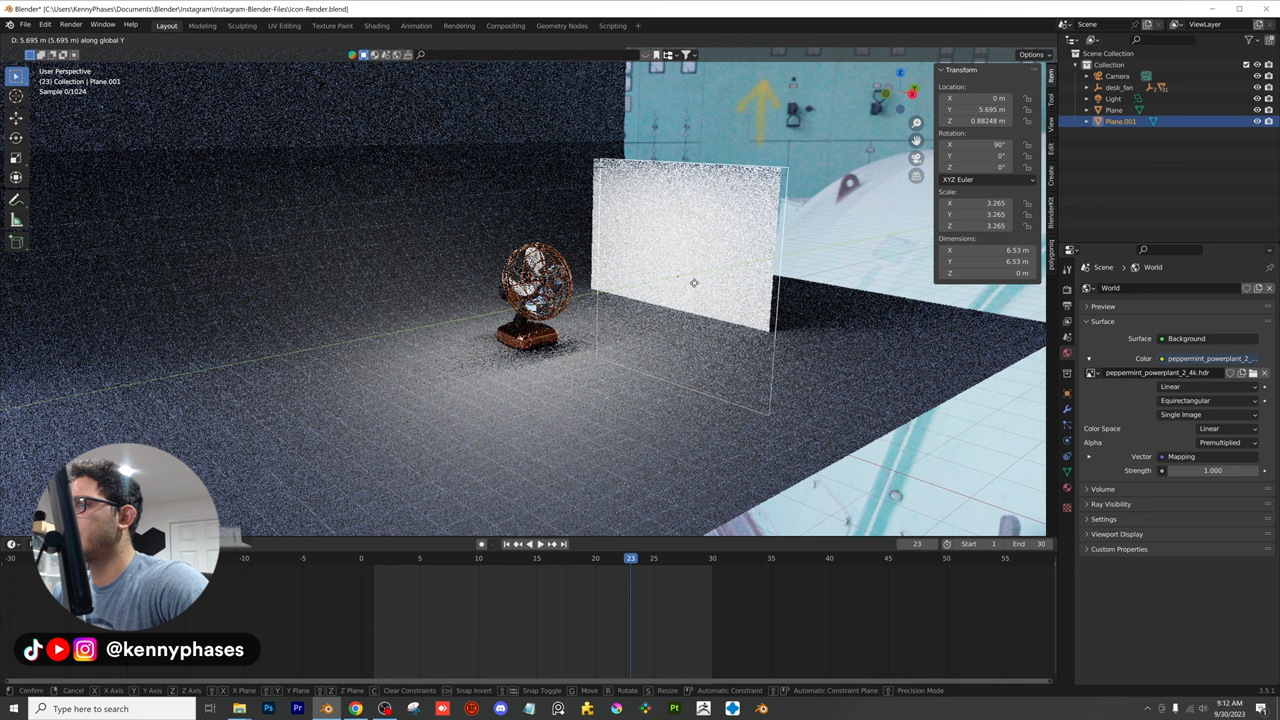 Blender* [C:\Users\KennyPhases\Documents\Blender\Instagram\Instagram-Blender-Files\Icon-Render.blend]
File Edit Render Window Help Layout Modeling Sculpting UV Editing Texture Paint Shading Animation Rendering Compositing Geometry Nodes Scripting + Scene ViewLayer
D: 5.695 m (5.695 m) along global Y
Options
User Perspective
(23) Collection | Plane.001
Sample 0/1024
Transform
Location:
X 0 m
Y 5.695 m
Z 0.88248 m
Rotation:
X 90°
Y 0°
Z 0°
XYZ Euler
Scale:
X 3.265
Y 3.265
Z 3.265
Dimensions:
X 6.53 m
Y 6.53 m
Z 0 m
Item
Tool
View
Edit
Create
BlenderKit
polygoniq
Scene Collection
Collection
Camera
desk_fan
Light
Plane
Plane.001
Scene World
World
Preview
Surface
Surface Background
Color peppermint_powerplant_2_...
peppermint_powerplant_2_4k.hdr
Linear
Equirectangular
Single Image
Color Space Linear
Alpha Premultiplied
Vector Mapping
Strength 1.000
Volume
Ray Visibility
Settings
Viewport Display
Custom Properties
23 Start 1 End 30
-10 -5 0 5 10 15 20 23 25 30 35 40 45 50 55
@kennyphases
Confirm Cancel X X Axis Y Y Axis Z Z Axis X X Plane Y Y Plane Z Z Plane C Clear Constraints Snap Invert Snap Toggle G Move R Rotate S Resize Automatic Constraint Automatic Constraint Plane Precision Mode 3.5.1
Type here to search
9:12 AM
9/30/2023